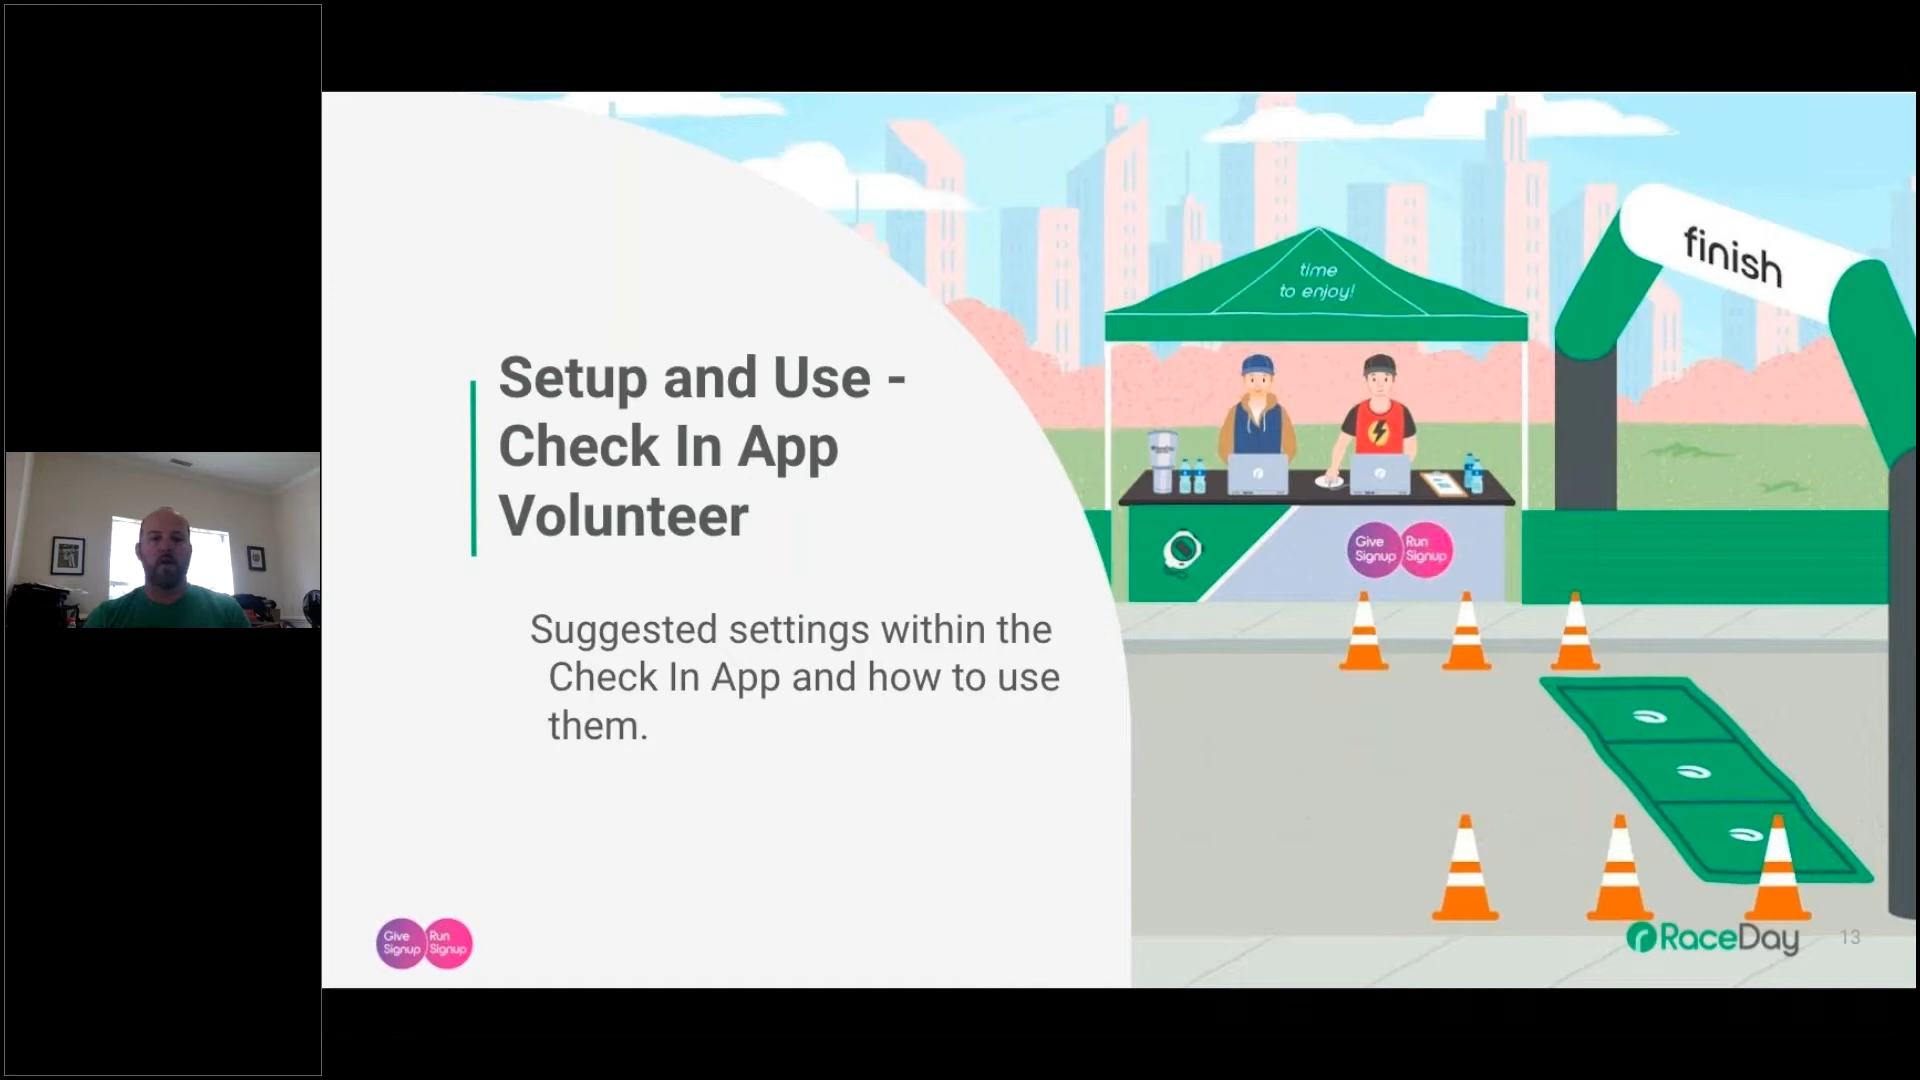 Setup and Use -
Check In App
Volunteer
Suggested settings within the
Check In App and how to use
them.
time
to enjoy!
finish
Give
Signup
Run
Signup
Give
Signup
Run
Signup
RaceDay
13